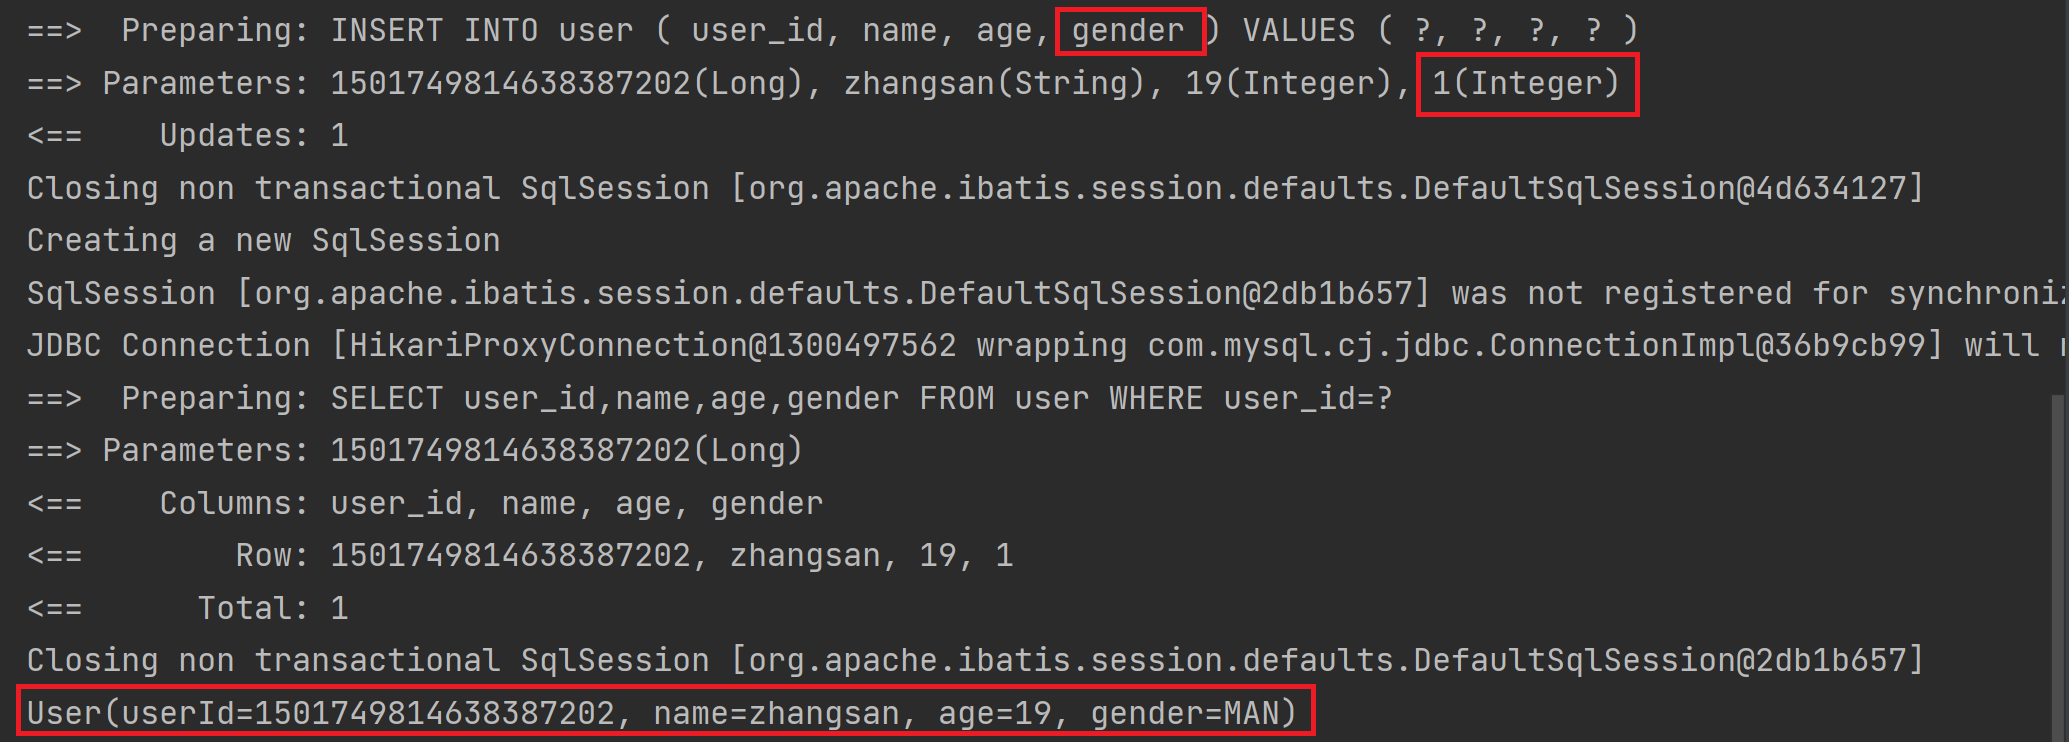 ==>  Preparing: INSERT INTO user ( user_id, name, age, gender ) VALUES ( ?, ?, ?, ? )
==> Parameters: 1501749814638387202(Long), zhangsan(String), 19(Integer), 1(Integer)
<==    Updates: 1
Closing non transactional SqlSession [org.apache.ibatis.session.defaults.DefaultSqlSession@4d634127]
Creating a new SqlSession
SqlSession [org.apache.ibatis.session.defaults.DefaultSqlSession@2db1b657] was not registered for
JDBC Connection [HikariProxyConnection@1300497562 wrapping com.mysql.cj.jdbc.ConnectionImpl@36b9cb99] will
==>  Preparing: SELECT user_id,name,age,gender FROM user WHERE user_id=?
==> Parameters: 1501749814638387202(Long)
<==    Columns: user_id, name, age, gender
<==        Row: 1501749814638387202, zhangsan, 19, 1
<==      Total: 1
Closing non transactional SqlSession [org.apache.ibatis.session.defaults.DefaultSqlSession@2db1b657]
User(userId=1501749814638387202, name=zhangsan, age=19, gender=MAN)